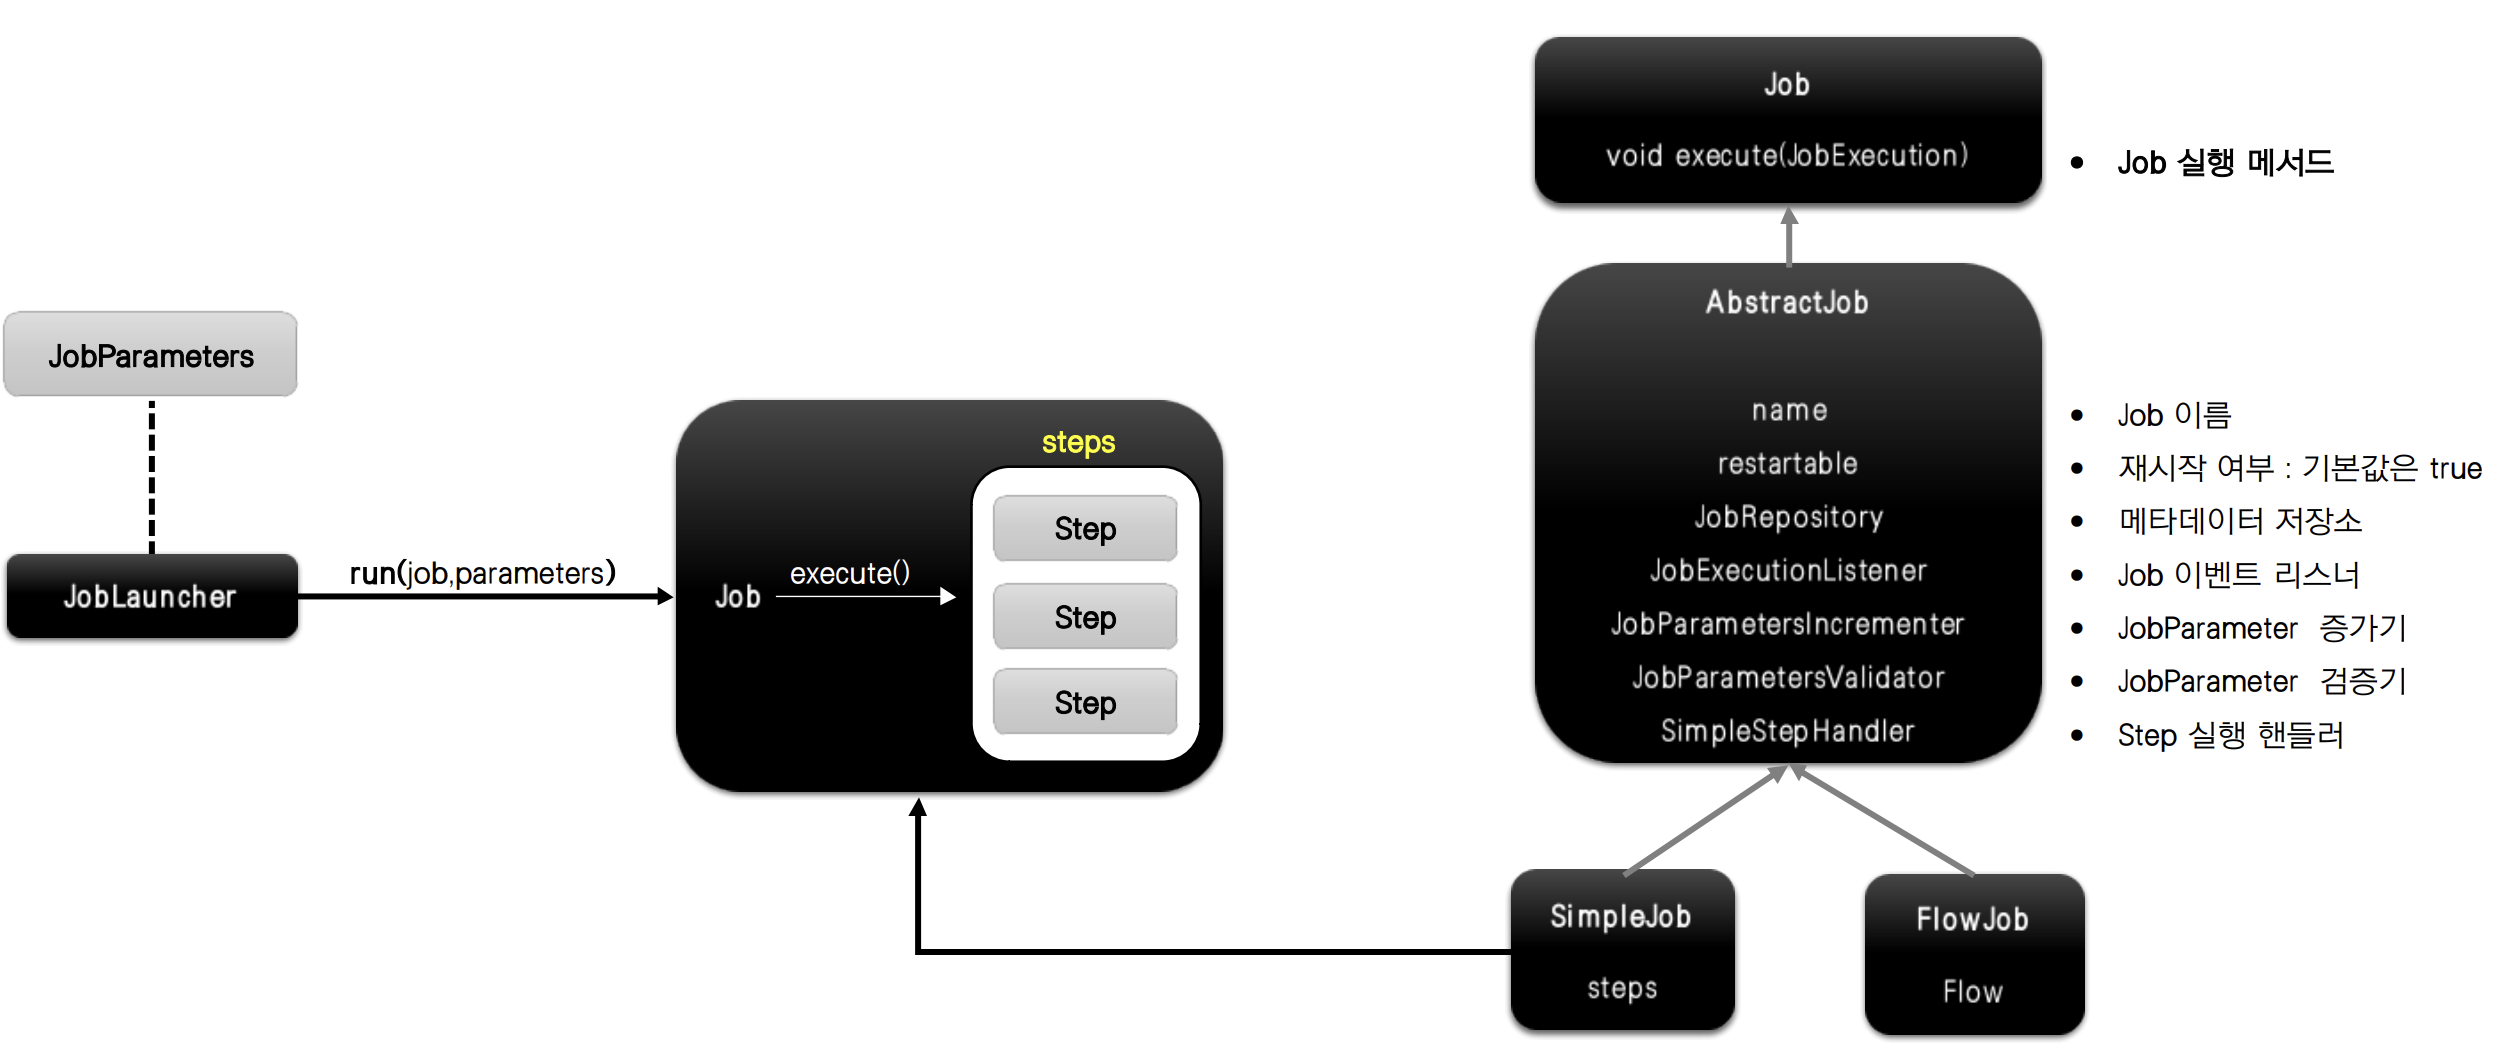 JobParameters
JobLauncher
run(job,parameters)
Job
execute()
steps
Step
Step
Step
Job
void execute(JobExecution)
• Job 실행 메서드
AbstractJob
name
• Job 이름
restartable
• 재시작 여부 : 기본값은 true
JobRepository
• 메타데이터 저장소
JobExecutionListener
• Job 이벤트 리스너
JobParametersIncrementer
• JobParameter 증가기
JobParametersValidator
• JobParameter 검증기
SimpleStepHandler
• Step 실행 핸들러
SimpleJob
steps
FlowJob
Flow